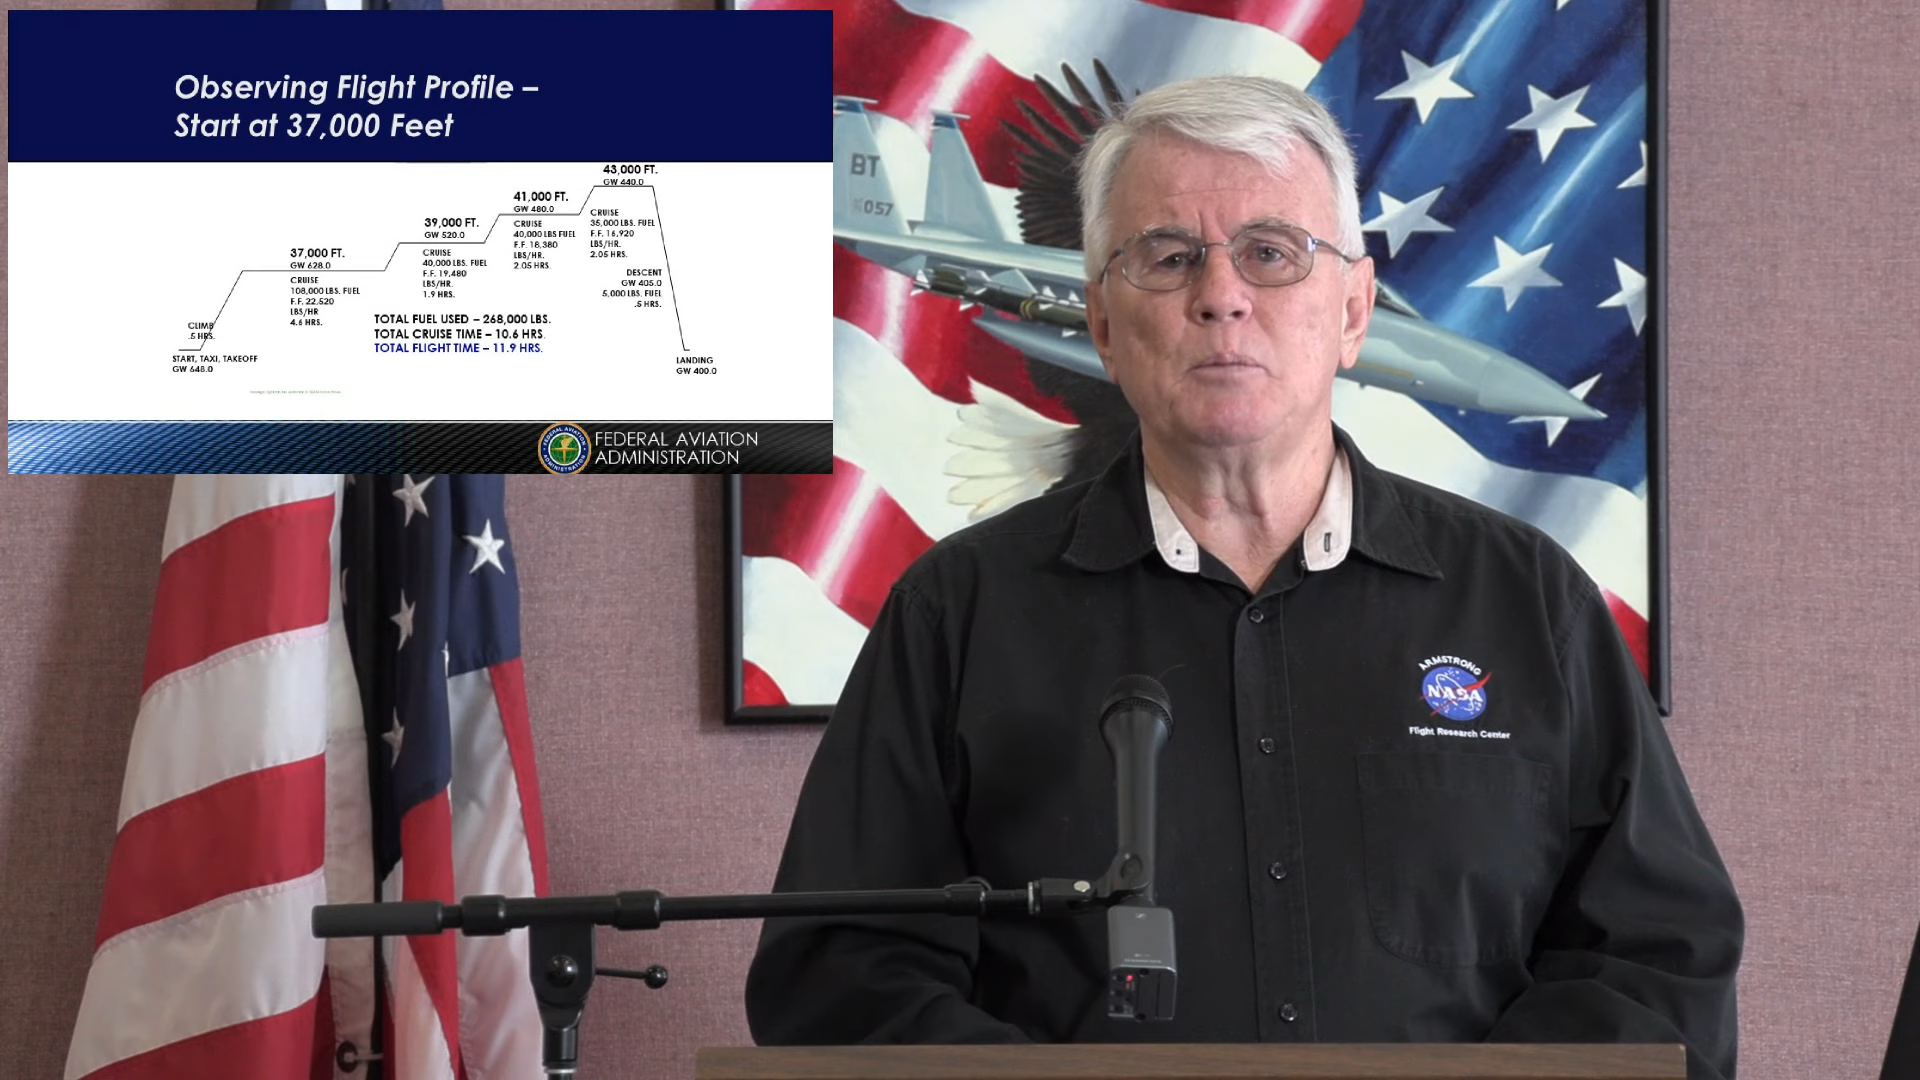 Observing Flight Profile –
Start at 37,000 Feet
43,000 FT.
GW 440.0
41,000 FT.
GW 480.0
39,000 FT.
GW 520.0
37,000 FT.
GW 628.0
CRUISE
108,000 LBS. FUEL
F.F. 22,520
LBS/HR
4.6 HRS.
CRUISE
40,000 LBS. FUEL
F.F. 19,480
LBS/HR.
1.9 HRS.
CRUISE
40,000 LBS FUEL
F.F. 18,380
LBS/HR.
2.05 HRS.
CRUISE
35,000 LBS. FUEL
F.F. 16,920
LBS/HR.
2.05 HRS.
DESCENT
GW 405.0
5,000 LBS. FUEL
.5 HRS.
CLIMB
.5 HRS.
START, TAXI, TAKEOFF
GW 648.0
TOTAL FUEL USED – 268,000 LBS.
TOTAL CRUISE TIME – 10.6 HRS.
TOTAL FLIGHT TIME – 11.9 HRS.
LANDING
GW 400.0
FEDERAL AVIATION
ADMINISTRATION
BT
057
ARMSTRONG
NASA
Flight Research Center